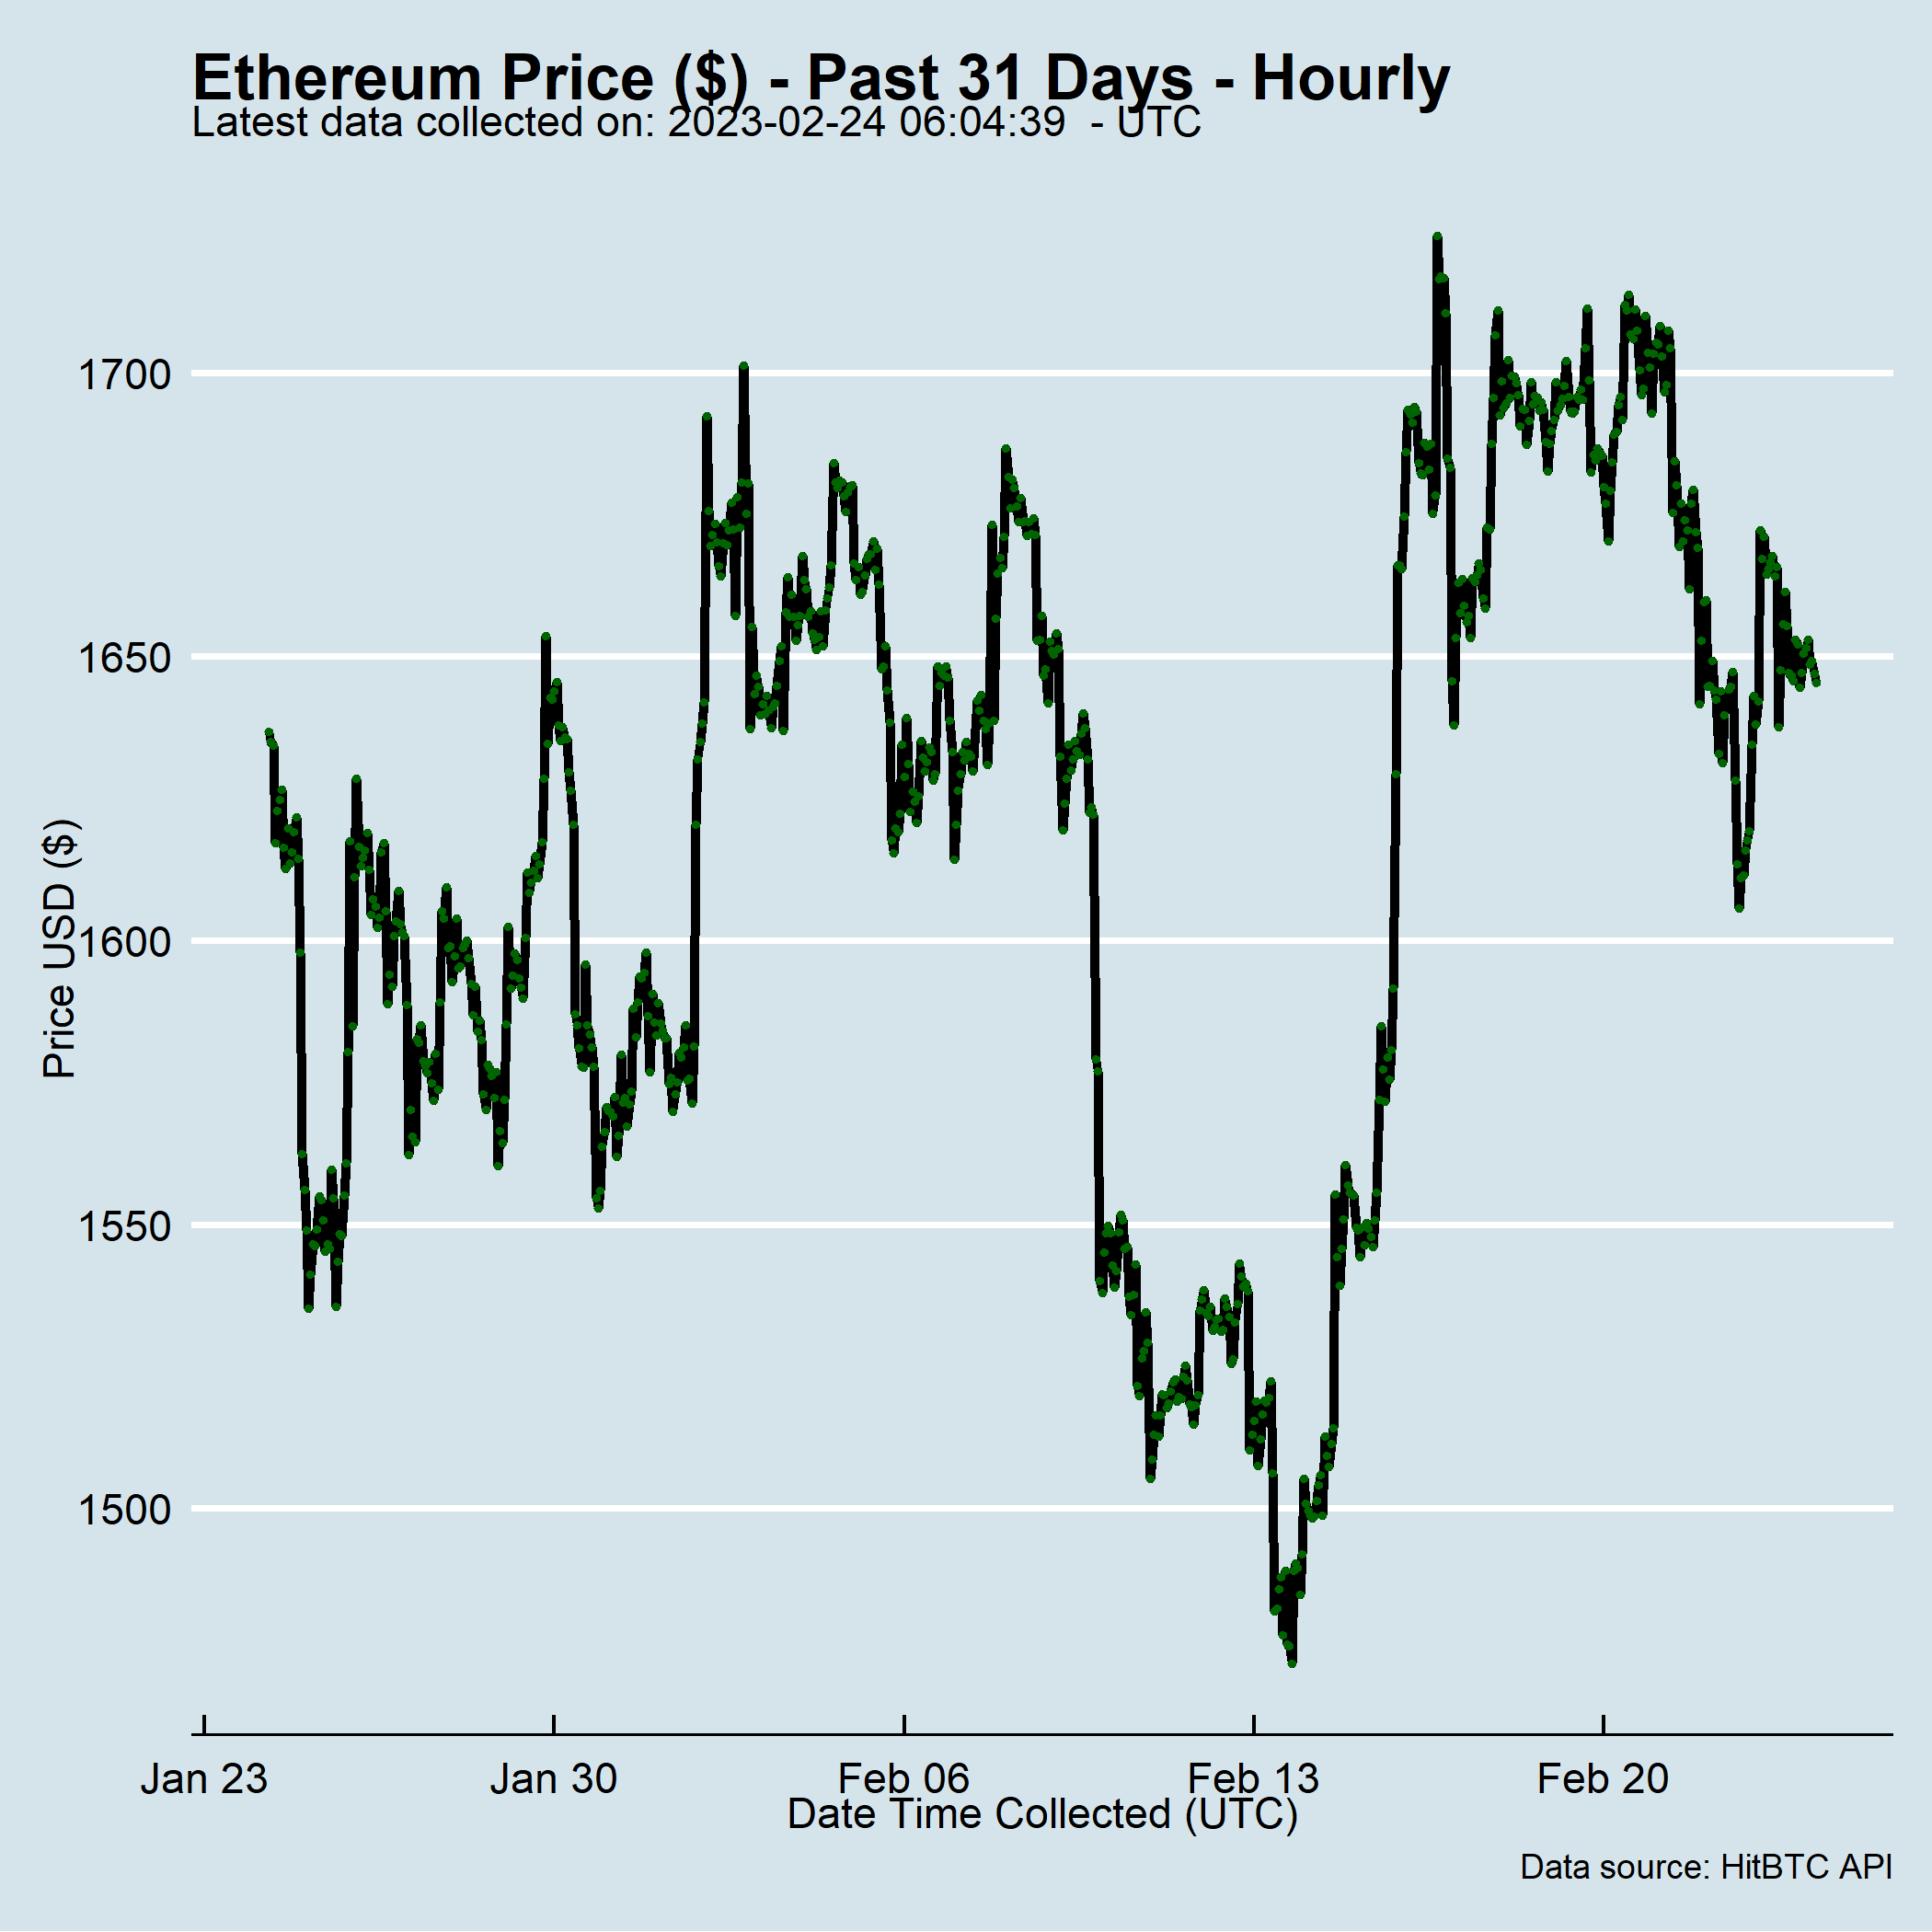 Ethereum Price ($) - Past 31 Days - Hourly
Latest data collected on: 2023-02-24 06:04:39  - UTC
Price USD ($)
1700
1650
1600
1550
1500
Jan 23 Jan 30 Feb 06 Feb 13 Feb 20
Date Time Collected (UTC)
Data source: HitBTC API